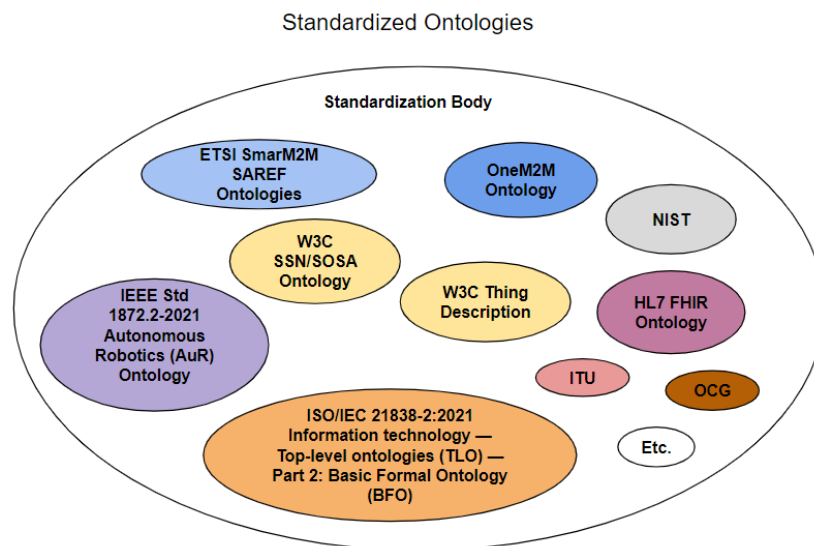 Standardized Ontologies
Standardization Body
ETSI SmarM2M
SAREF
Ontologies
OneM2M
Ontology
NIST
W3C
SSN/SOSA
Ontology
W3C Thing
Description
HL7 FHIR
Ontology
IEEE Std
1872.2-2021
Autonomous
Robotics (AuR)
Ontology
ITU
OCG
ISO/IEC 21838-2:2021
Information technology —
Top-level ontologies (TLO) —
Part 2: Basic Formal Ontology
(BFO)
Etc.